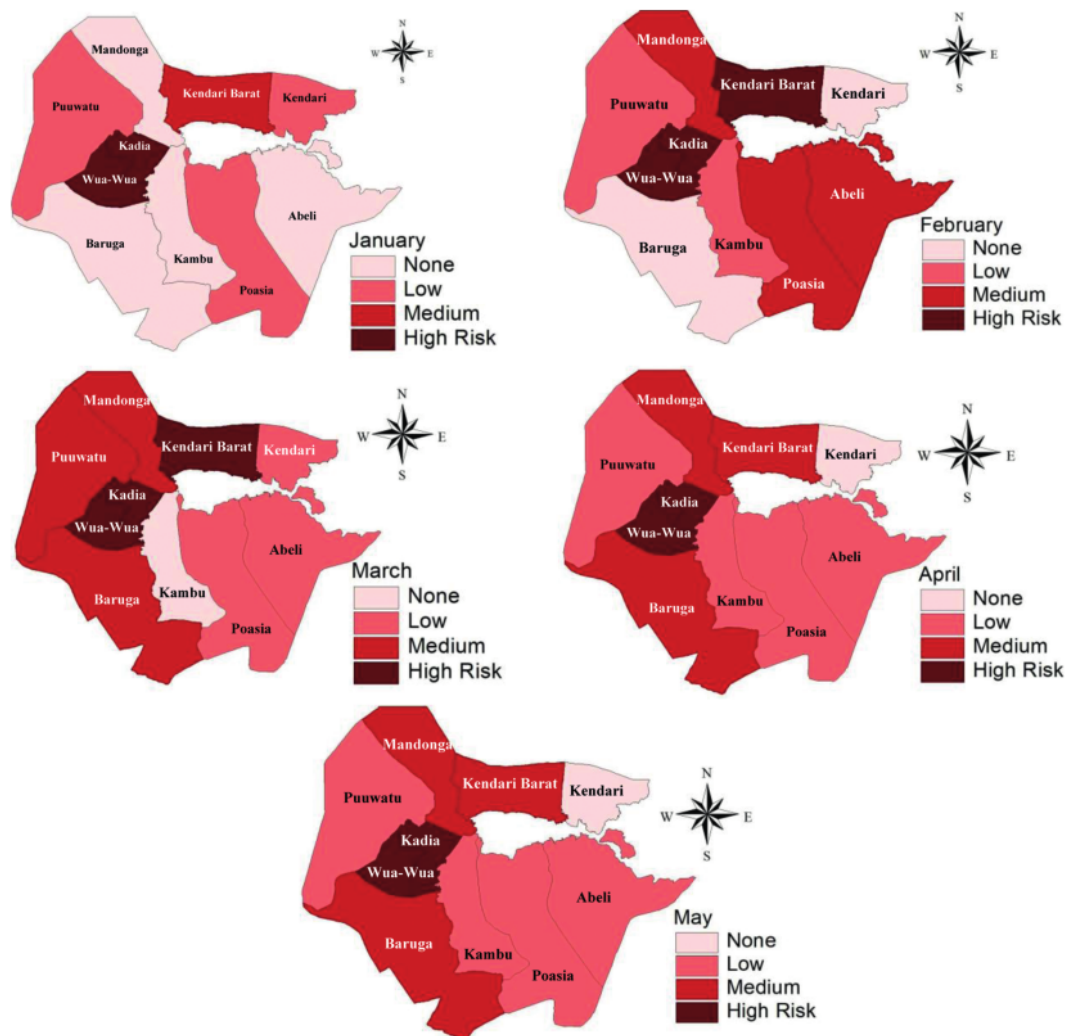 N
W E
S
Mandonga
Kendari Barat
Kendari
Puuwatu
Kadia
Wua-Wua
Abeli
Baruga
Kambu
Poasia
January
None
Low
Medium
High Risk
N
W E
S
Mandonga
Kendari Barat
Kendari
Puuwatu
Kadia
Wua-Wua
Abeli
Baruga
Kambu
Poasia
February
None
Low
Medium
High Risk
N
W E
S
Mandonga
Kendari Barat
Kendari
Puuwatu
Kadia
Wua-Wua
Abeli
Baruga
Kambu
Poasia
March
None
Low
Medium
High Risk
N
W E
S
Mandonga
Kendari Barat
Kendari
Puuwatu
Kadia
Wua-Wua
Abeli
Baruga
Kambu
Poasia
April
None
Low
Medium
High Risk
N
W E
S
Mandonga
Kendari Barat
Kendari
Puuwatu
Kadia
Wua-Wua
Abeli
Baruga
Kambu
Poasia
May
None
Low
Medium
High Risk